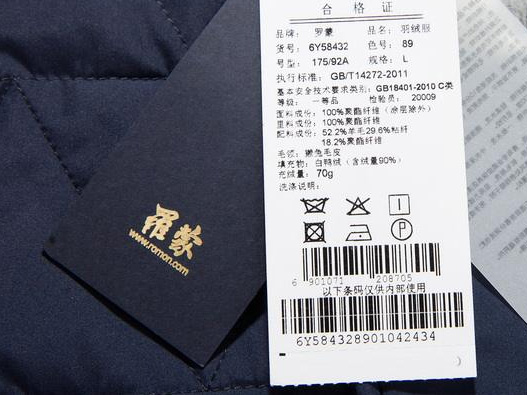 合格证
品牌: 罗蒙 品名: 羽绒服
货号: 6Y58432 色号: 89
号型: 175/92A 规格: L
执行标准: GB/T14272-2011
基本安全技术要求类别: GB18401-2010 C类
等级: 一等品 检验员: 20009
面料成份: 100%聚酯纤维 (涂层除外)
里料成份: 100%聚酯纤维
配料成份: 52.2%羊毛29.6%粘纤
18.2%聚酯纤维
毛领: 獭兔毛皮
填充物: 白鸭绒 (含绒量90%)
充绒量: 70g
洗涤说明:
P
6 901071 208705
以下条码仅供内部使用
6Y584328901042434
羅蒙
www.romon.com